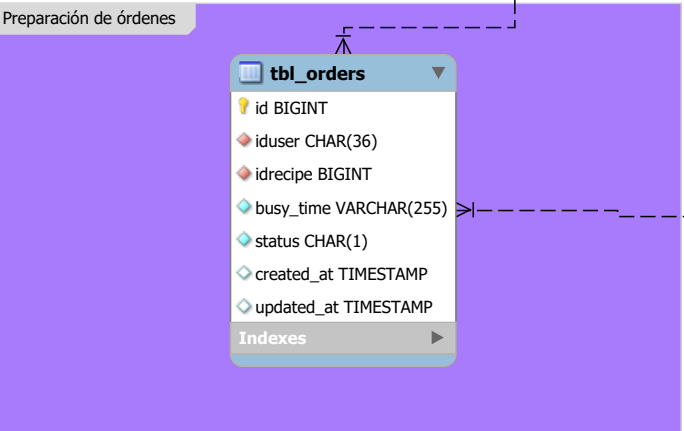 Preparación de órdenes
tbl_orders
id BIGINT
iduser CHAR(36)
idrecipe BIGINT
busy_time VARCHAR(255)
status CHAR(1)
created_at TIMESTAMP
updated_at TIMESTAMP
Indexes